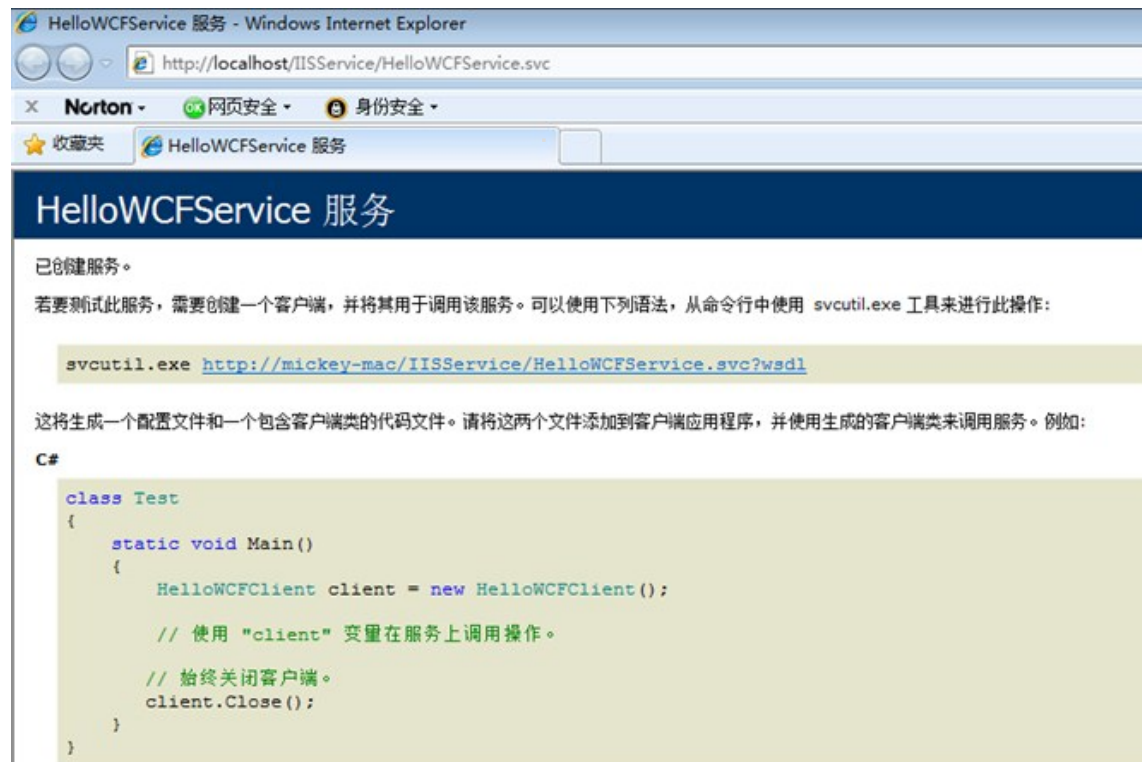 HelloWCFService 服务 - Windows Internet Explorer
http://localhost/IISService/HelloWCFService.svc
x Norton 网页安全 身份安全
收藏夹 HelloWCFService 服务
HelloWCFService 服务
已创建服务。
若要测试此服务，需要创建一个客户端，并将其用于调用该服务。可以使用下列语法，从命令行中使用 svcutil.exe 工具来进行此操作:
svcutil.exe http://mickey-mac/IISService/HelloWCFService.svc?wsdl
这将生成一个配置文件和一个包含客户端类的代码文件。请将这两个文件添加到客户端应用程序，并使用生成的客户端类来调用服务。例如:
C#
class Test
{
static void Main()
{
HelloWCFClient client = new HelloWCFClient();
// 使用 "client" 变量在服务上调用操作。
// 始终关闭客户端。
client.Close();
}
}